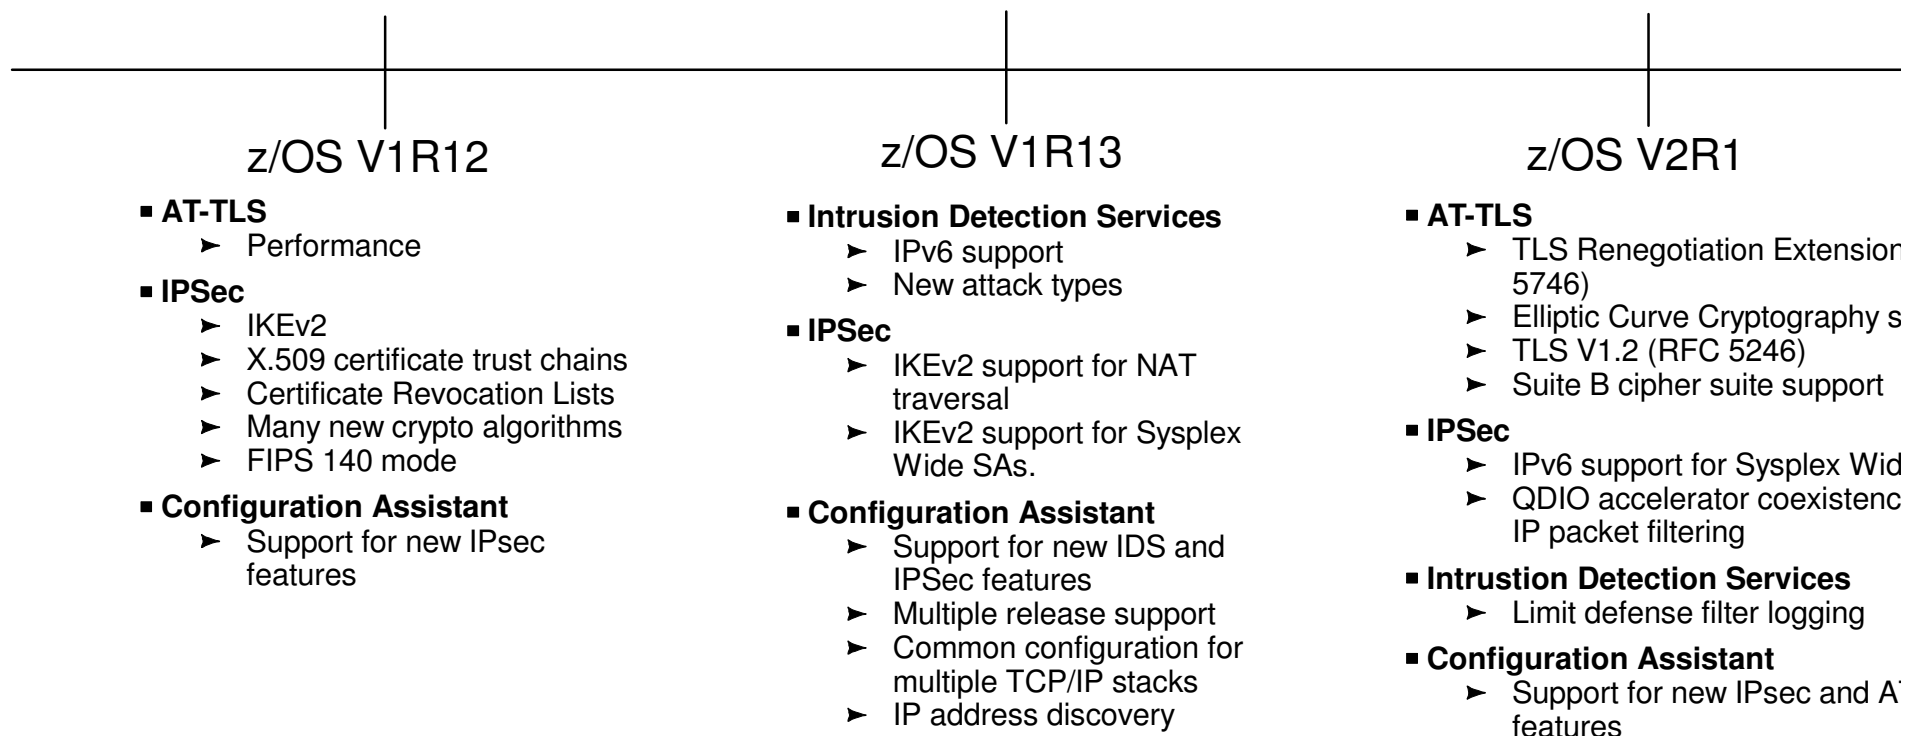 z/OS V1R12
▪ AT-TLS
➤ Performance
▪ IPSec
➤ IKEv2
➤ X.509 certificate trust chains
➤ Certificate Revocation Lists
➤ Many new crypto algorithms
➤ FIPS 140 mode
▪ Configuration Assistant
➤ Support for new IPsec
features
z/OS V1R13
▪ Intrusion Detection Services
➤ IPv6 support
➤ New attack types
▪ IPSec
➤ IKEv2 support for NAT
traversal
➤ IKEv2 support for Sysplex
Wide SAs.
▪ Configuration Assistant
➤ Support for new IDS and
IPSec features
➤ Multiple release support
➤ Common configuration for
multiple TCP/IP stacks
➤ IP address discovery
z/OS V2R1
▪ AT-TLS
➤ TLS Renegotiation Extension
5746)
➤ Elliptic Curve Cryptography s
➤ TLS V1.2 (RFC 5246)
➤ Suite B cipher suite support
▪ IPSec
➤ IPv6 support for Sysplex Wid
➤ QDIO accelerator coexistenc
IP packet filtering
▪ Intrustion Detection Services
➤ Limit defense filter logging
▪ Configuration Assistant
➤ Support for new IPsec and A
features